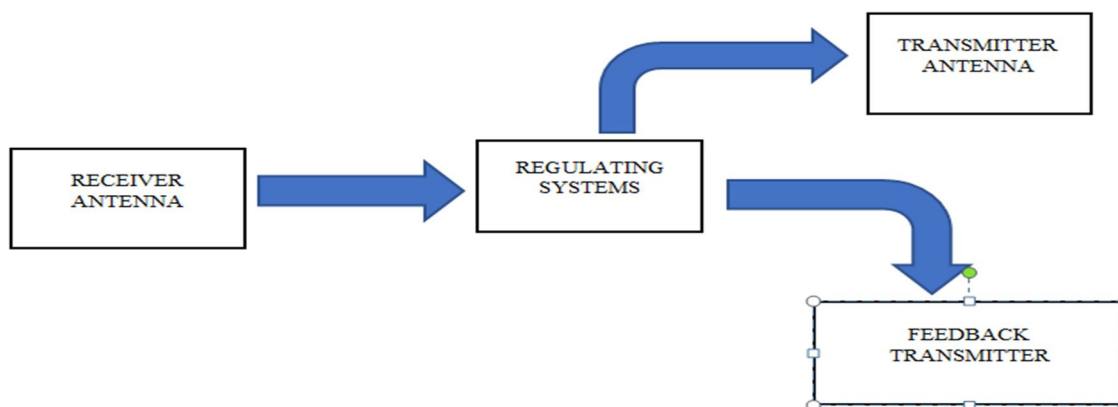 TRANSMITTER
ANTENNA
RECEIVER
ANTENNA
REGULATING
SYSTEMS
FEEDBACK
TRANSMITTER